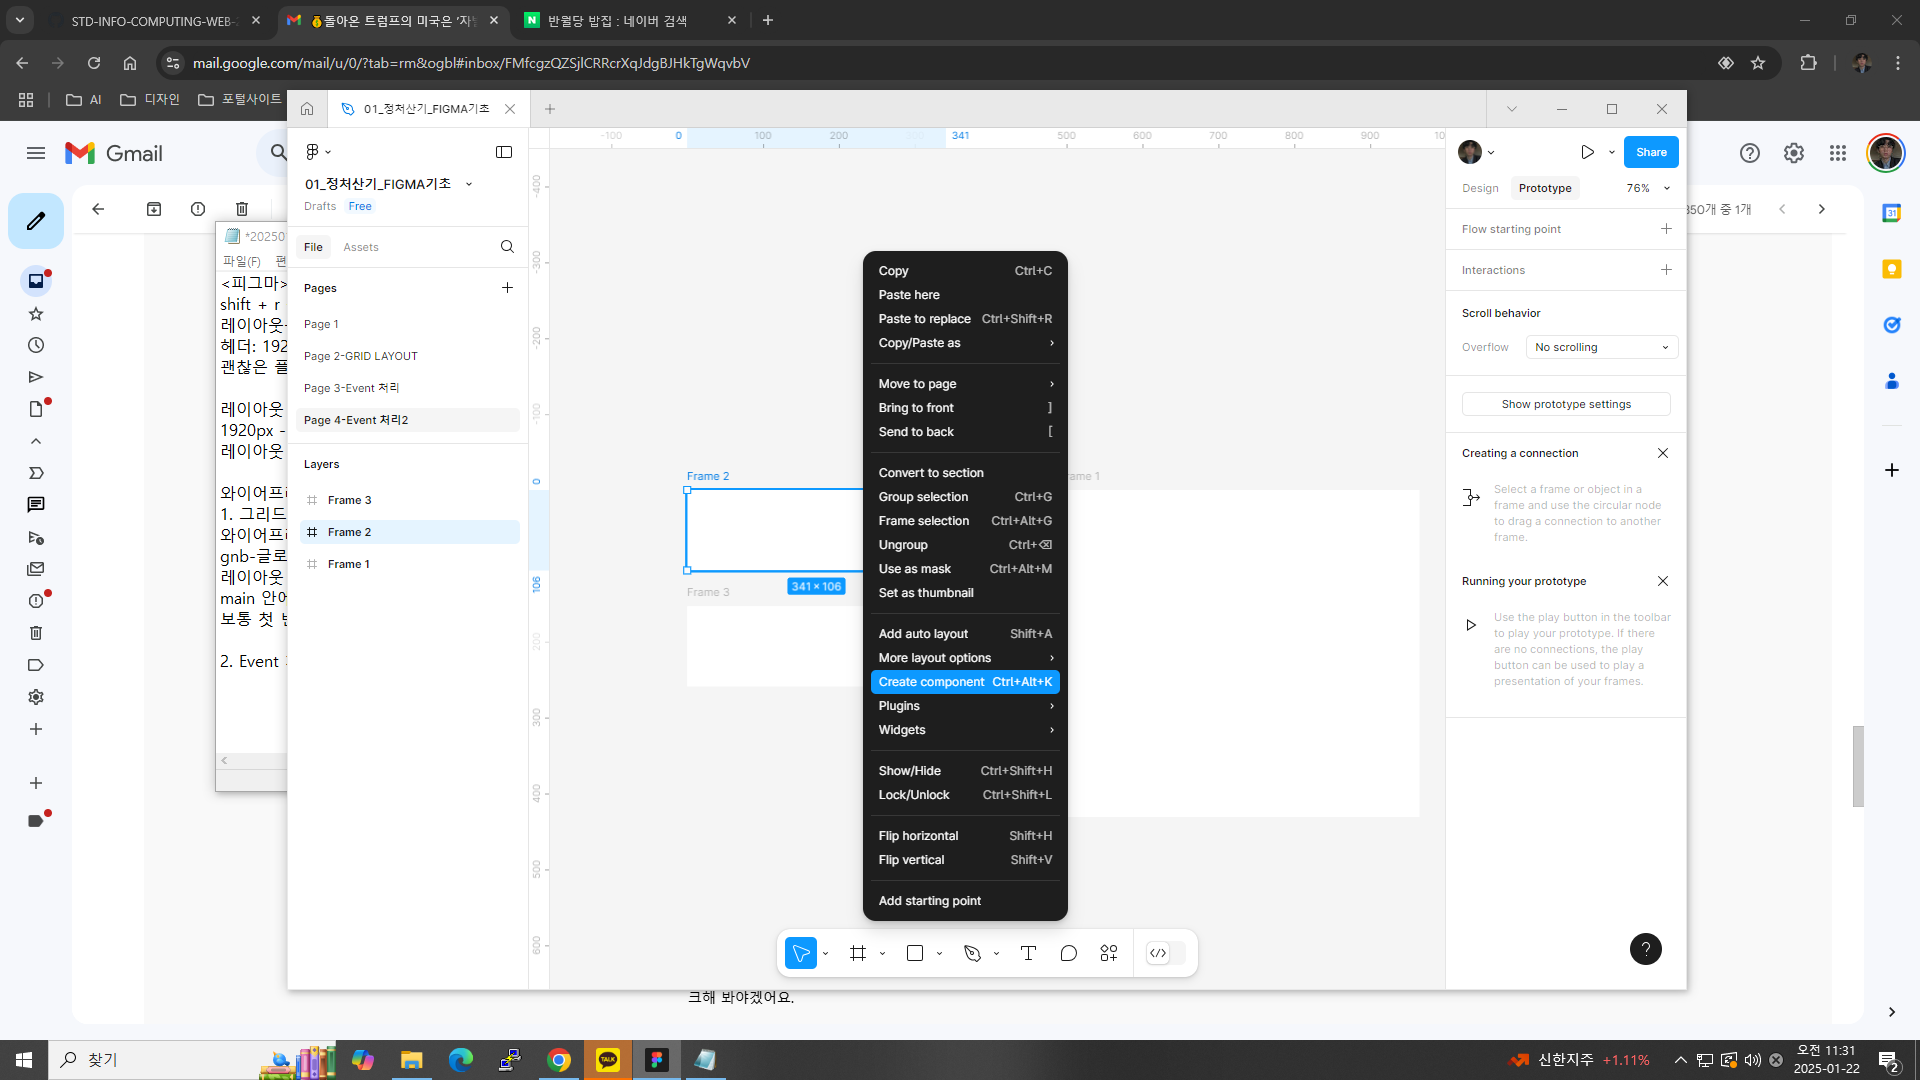 STD-INFO-COMPUTING-WEB-
💰돌아온 트럼프의 미국은 '자
반월당 밥집 : 네이버 검색
mail.google.com/mail/u/0/?tab=rm&ogbl#inbox/FMfcgzQZSjlCRRcrXqJdgBJHkTgWqvbV
AI
디자인
포털사이트
01_정처산기_FIGMA기초
Gmail
-100
0
100
200
341
500
600
700
800
900
Share
01_정처산기_FIGMA기초
Drafts
Free
Design
Prototype
76%
350개 중 1개
Flow starting point
File
Assets
*20250
파일(F)
Interactions
<피그마>
shift + r
레이아웃
헤더: 192
괜찮은 플
레이아웃
1920px -
레이아웃
와이어프
1. 그리드
와이어프
gnb-글로
레이아웃
main 안에
보통 첫 번
2. Event
Pages
Page 1
Page 2-GRID LAYOUT
Page 3-Event 처리
Page 4-Event 처리2
Layers
Frame 3
Frame 2
Frame 1
-400
-300
-200
-100
0
106
200
300
400
500
600
Frame 2
341 × 106
Frame 3
ame 1
Copy Ctrl+C
Paste here
Paste to replace Ctrl+Shift+R
Copy/Paste as
Move to page
Bring to front ]
Send to back [
Convert to section
Group selection Ctrl+G
Frame selection Ctrl+Alt+G
Ungroup Ctrl+⌫
Use as mask Ctrl+Alt+M
Set as thumbnail
Add auto layout Shift+A
More layout options
Create component Ctrl+Alt+K
Plugins
Widgets
Show/Hide Ctrl+Shift+H
Lock/Unlock Ctrl+Shift+L
Flip horizontal Shift+H
Flip vertical Shift+V
Add starting point
Scroll behavior
Overflow
No scrolling
Show prototype settings
Creating a connection
Select a frame or object in a
frame and use the circular node
to drag a connection to another
frame.
Running your prototype
Use the play button in the toolbar
to play your prototype. If there
are no connections, the play
button can be used to play a
presentation of your frames.
크해 봐야겠어요.
찾기
TALK
신한지주 +1.11%
오전 11:31
2025-01-22
2